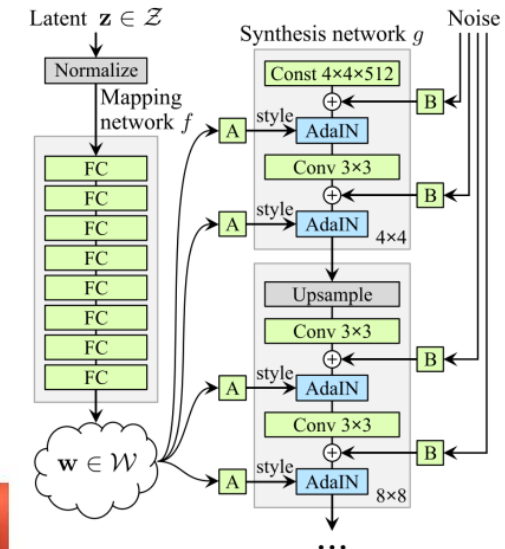 Latent z ∈ 𝒵
Normalize
Mapping
network f
FC
FC
FC
FC
FC
FC
FC
FC
w ∈ 𝒲
Noise
Synthesis network g
Const 4×4×512
B
A
style
AdaIN
Conv 3×3
B
A
style
AdaIN
4×4
Upsample
Conv 3×3
B
A
style
AdaIN
Conv 3×3
B
A
style
AdaIN
8×8
...